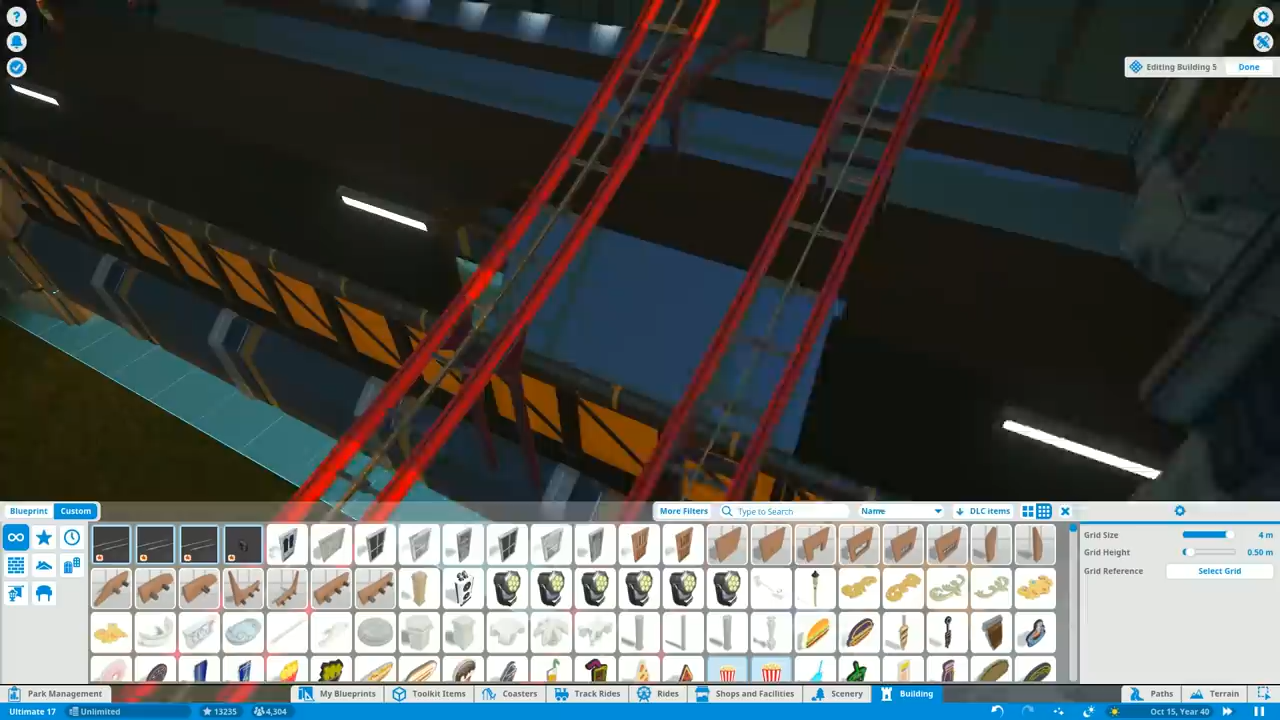 ?
Editing Building 5 Done
Blueprint Custom
More Filters Type to Search Name DLC items
Grid Size 4 m
Grid Height 0.50 m
Grid Reference Select Grid
Park Management My Blueprints Toolkit Items Coasters Track Rides Rides Shops and Facilities Scenery Building Paths Terrain
Ultimate 17 Unlimited 13235 4,304 Oct 15, Year 40